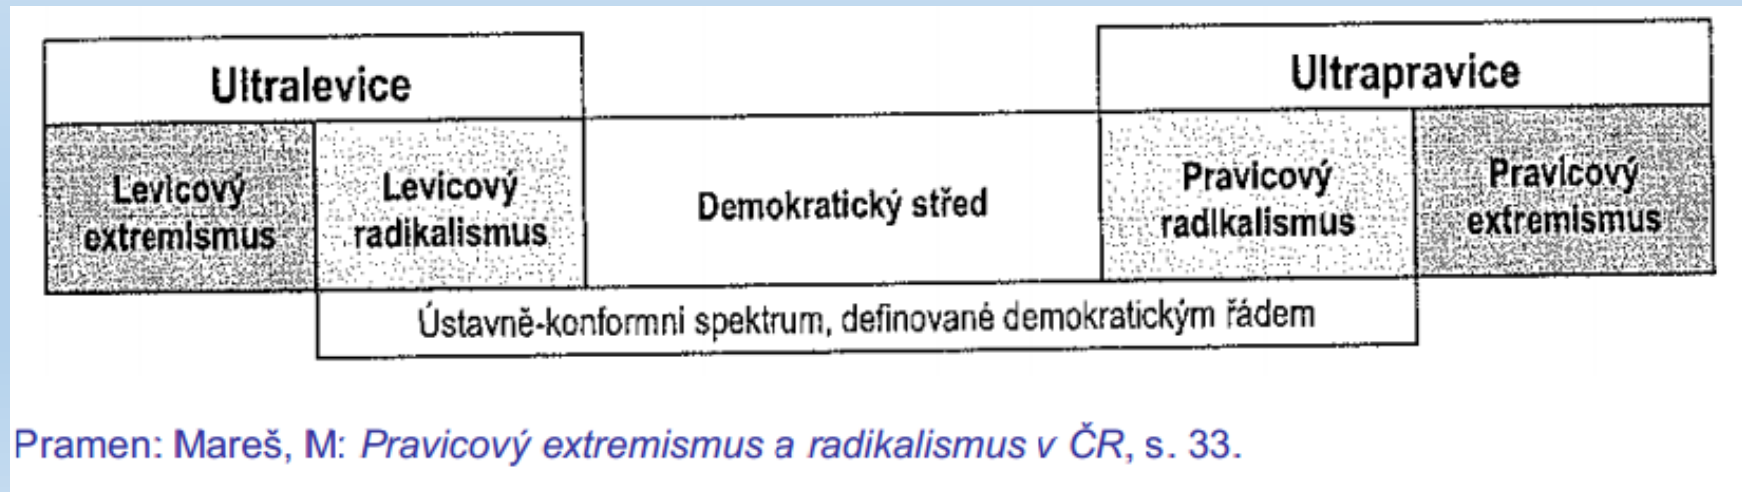 Ultralevice
Ultrapravice
Levicový
extremismus
Levicový
radikalismus
Demokratický střed
Pravicový
radikalismus
Pravicový
extremismus
Ústavně-konformni spektrum, definované demokratickým řádem
Pramen: Mareš, M: Pravicový extremismus a radikalismus v ČR, s. 33.